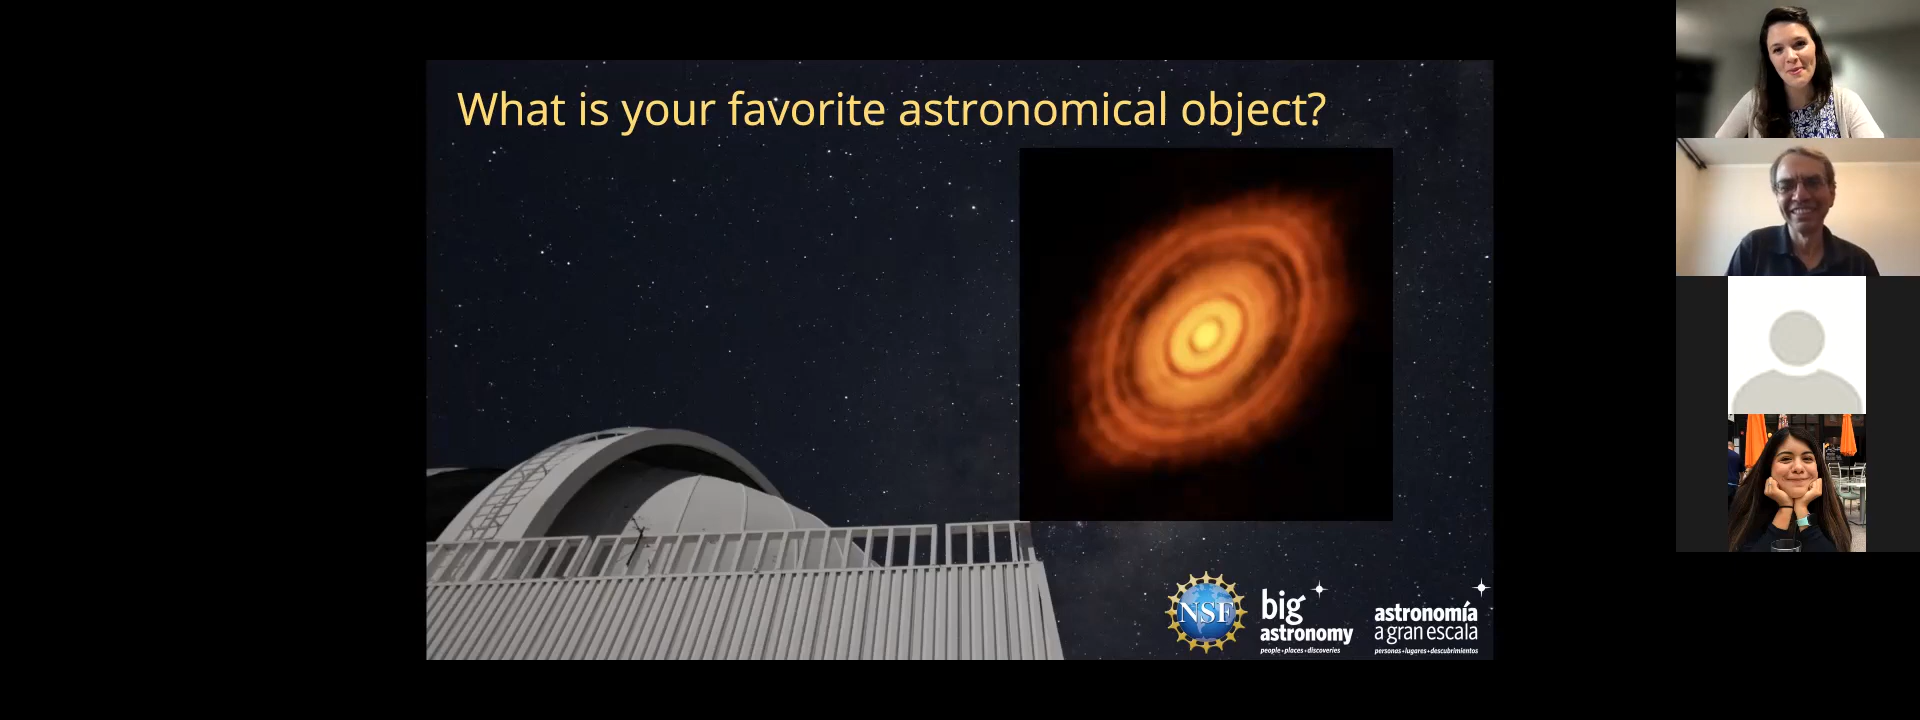 What is your favorite astronomical object?
NSF
big
astronomy
people•places•discoveries
astronomía
a gran escala
personas•lugares•descubrimientos